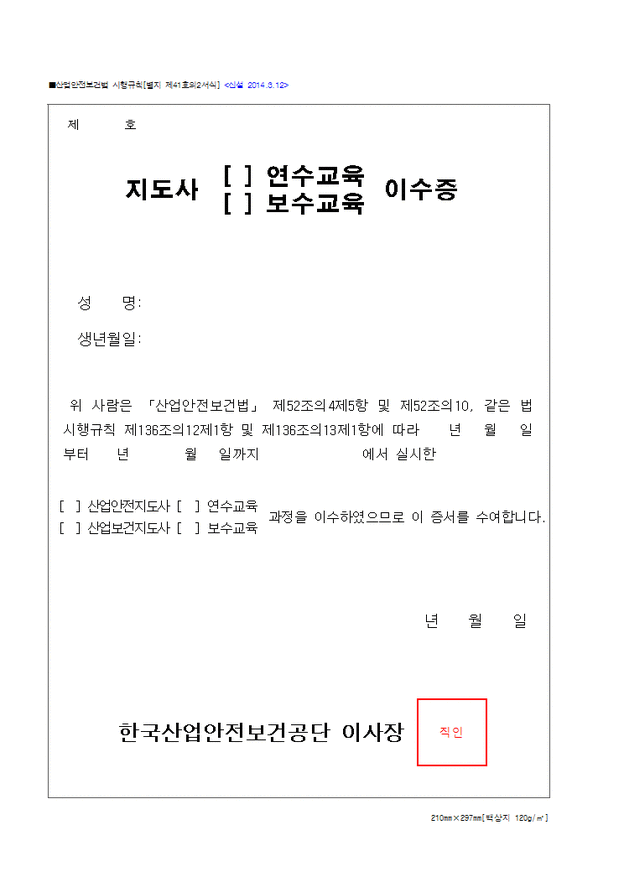 ■산업안전보건법 시행규칙[별지 제41호의2서식] <신설 2014.3.12>
제 호
지도사 [ ] 연수교육 이수증
[ ] 보수교육
성 명:
생년월일:
위 사람은 「산업안전보건법」 제52조의4제5항 및 제52조의10, 같은 법
시행규칙 제136조의12제1항 및 제136조의13제1항에 따라 년 월 일
부터 년 월 일까지 에서 실시한
[ ] 산업안전지도사 [ ] 연수교육
[ ] 산업보건지도사 [ ] 보수교육
과정을 이수하였으므로 이 증서를 수여합니다.
년 월 일
한국산업안전보건공단 이사장 직인
210㎜×297㎜[백상지 120g/㎡]